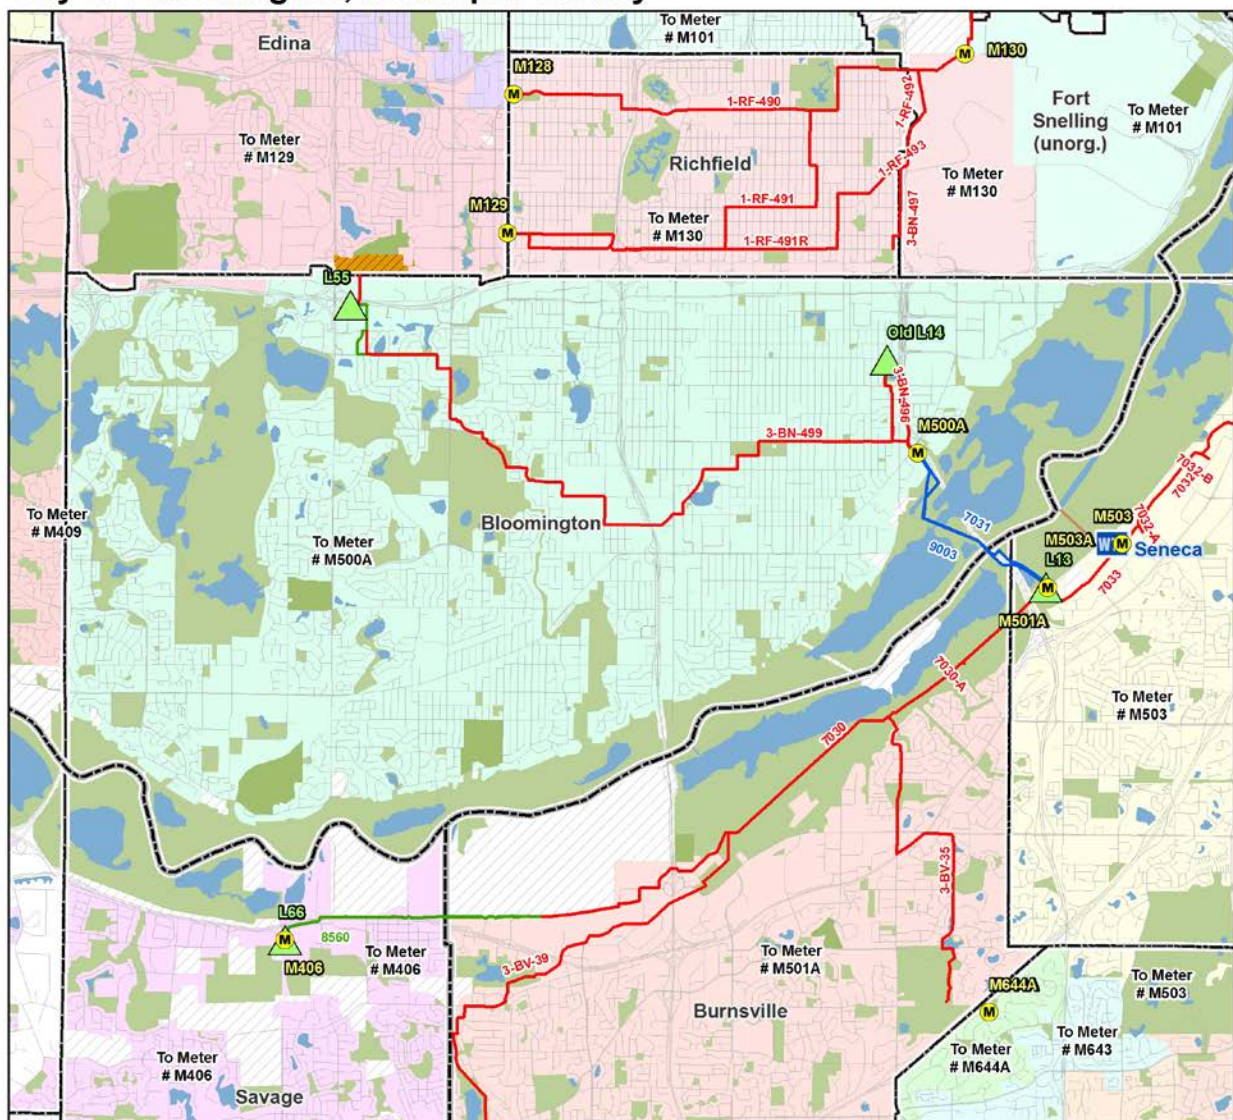 To Meter
# M101
Edina
M130
M128
To Meter
# M129
1-RF-490
1-RF-492
Fort
Snelling
(unorg.)
To Meter
# M101
Richfield
1-RF-493
To Meter
# M130
1-RF-491
M129
To Meter
# M130
1-RF-491R
3-BN-497
L55
Old L14
3-BN-496
M500A
3-BN-499
7032-B
7032
To Meter
# M409
To Meter
# M500A
Bloomington
7031
M503
7032-A
M503A
Seneca
9003
L13
7033
M501A
7030-A
To Meter
# M503
7030
3-BV-35
L66
8560
To Meter
# M406
M406
3-BV-39
To Meter
# M501A
M644A
To Meter
# M503
Burnsville
To Meter
# M406
To Meter
# M644A
To Meter
# M643
Savage